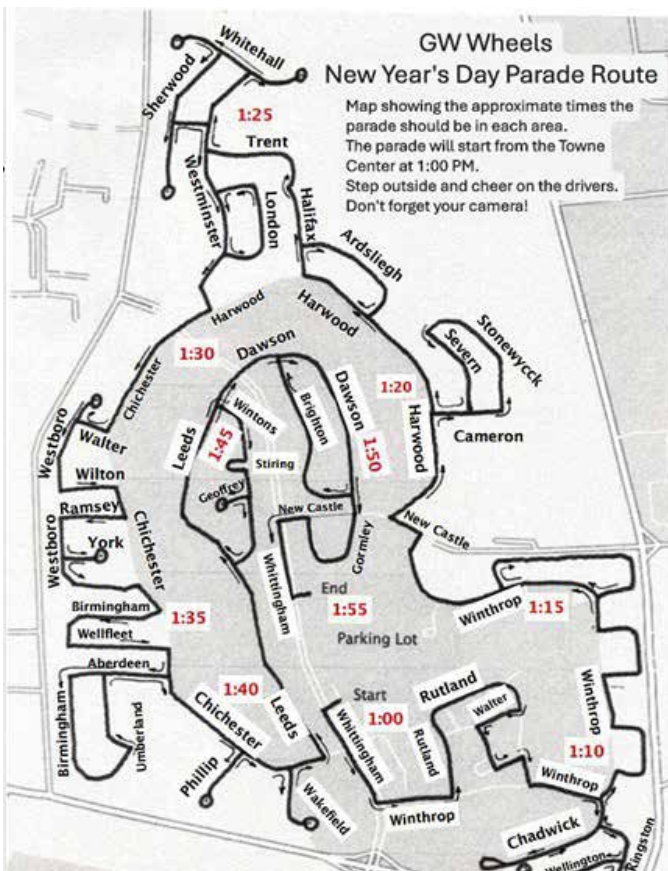 GW Wheels
New Year's Day Parade Route
Map showing the approximate times the
parade should be in each area.
The parade will start from the Towne
Center at 1:00 PM.
Step outside and cheer on the drivers.
Don't forget your camera!
Whitehall
Sherwood
1:25
Trent
Westminster
London
Halifax
Ardsliegh
Harwood
Harwood
1:30
Dawson
Chichester
Severn
Stonewycck
1:20
Harwood
Cameron
Westboro
Walter
Leeds
Wintons
1:45
Brighton
Dawson
1:50
Stiring
Wilton
Geoffrey
Ramsey
New Castle
New Castle
Westboro
York
Chichester
Gormley
Whittingham
Birmingham
End
1:55
1:35
Winthrop
1:15
Wellfleet
Parking Lot
Aberdeen
1:40
Leeds
Start
1:00
Rutland
Walter
Winthrop
Birmingham
Umberland
Chichester
Whittingham
Rutland
1:10
Phillip
Wakefield
Winthrop
Winthrop
Chadwick
Wellington
Kingston